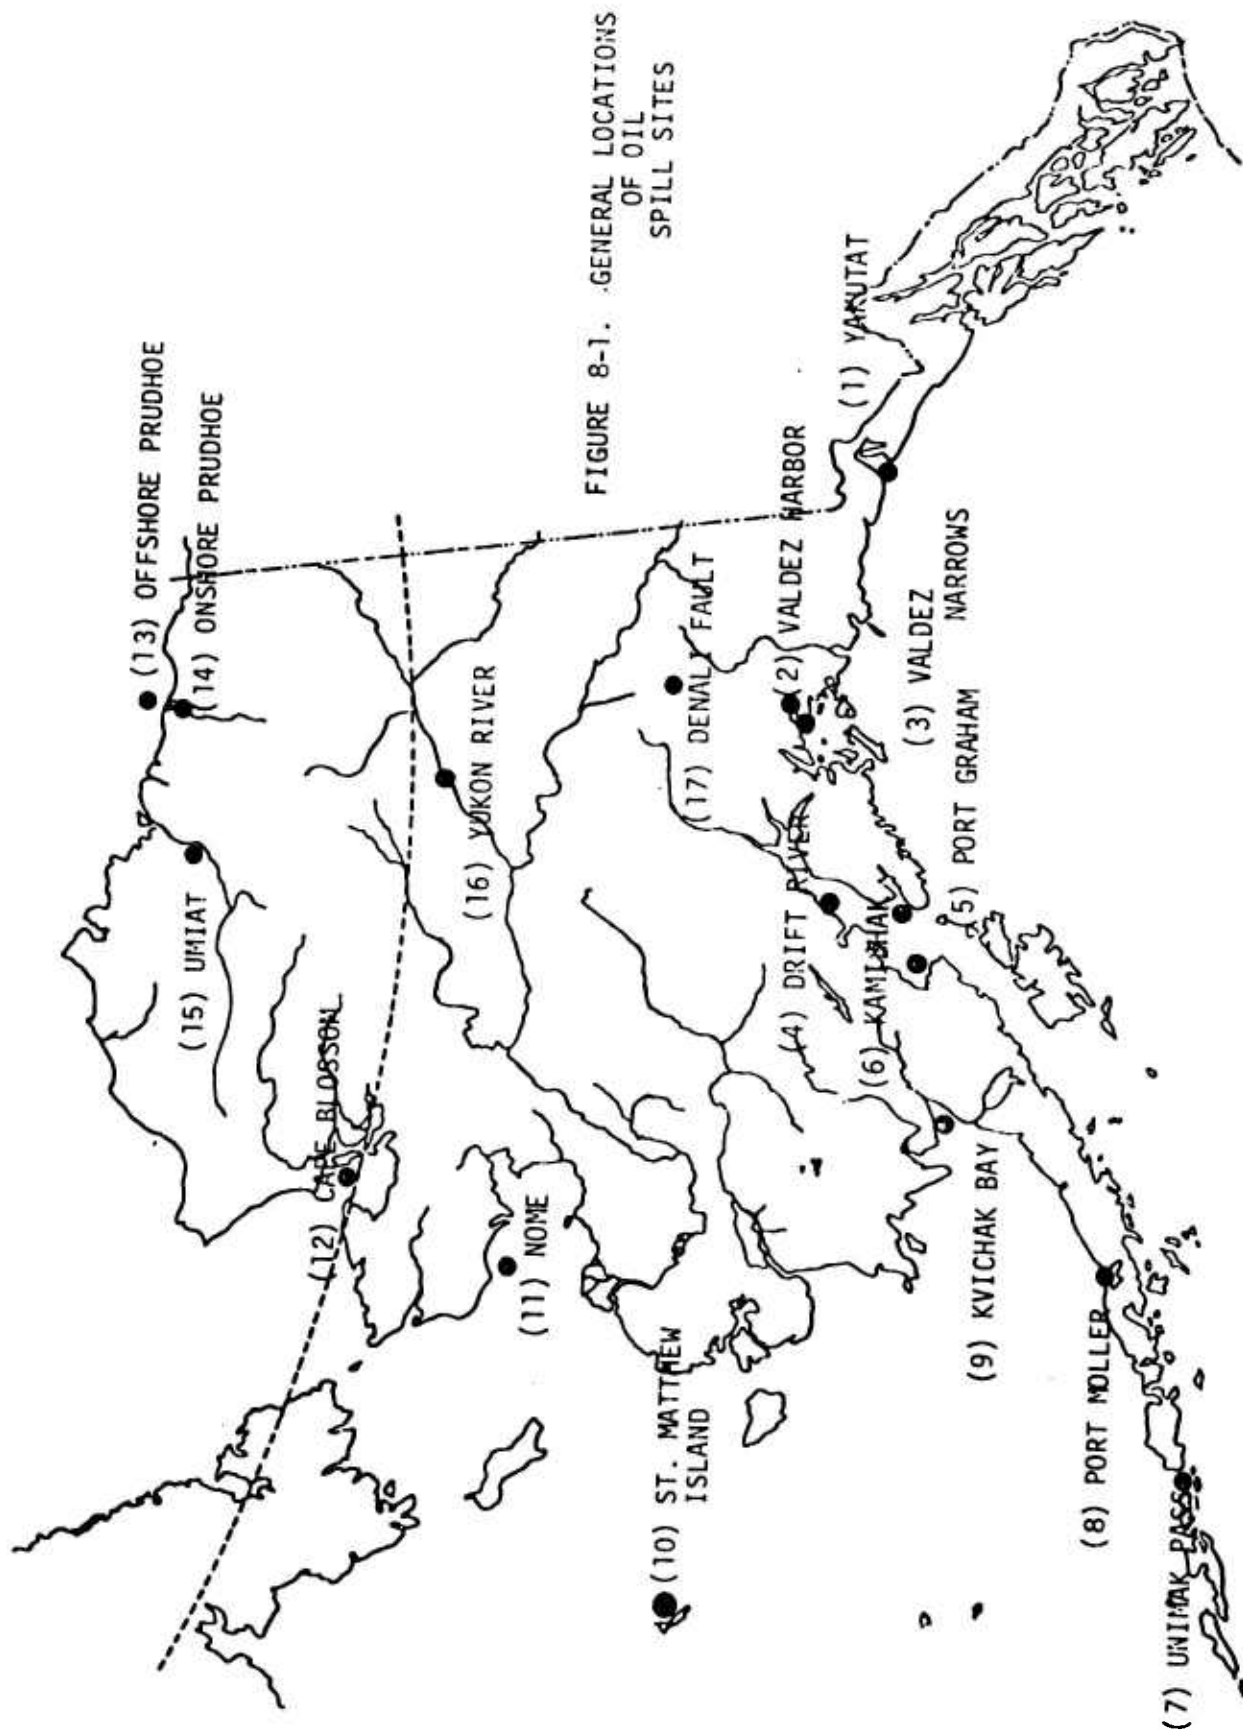 (13) OFFSHORE PRUDHOE
(14) ONSHORE PRUDHOE
(15) UMIAT
(12) CAPE BLOSSON
(16) YUKON RIVER
(11) NOME
FIGURE 8-1. GENERAL LOCATIONS
OF OIL
SPILL SITES
(10) ST. MATTHEW
ISLAND
(17) DENALI FAULT
(2) VALDEZ HARBOR
(1) YAKUTAT
(4) DRIFT RIVER
(6) KAMISHAK
(3) VALDEZ
NARROWS
(5) PORT GRAHAM
(9) KVICHAK BAY
(8) PORT MOLLER
(7) UNIMAK PASS